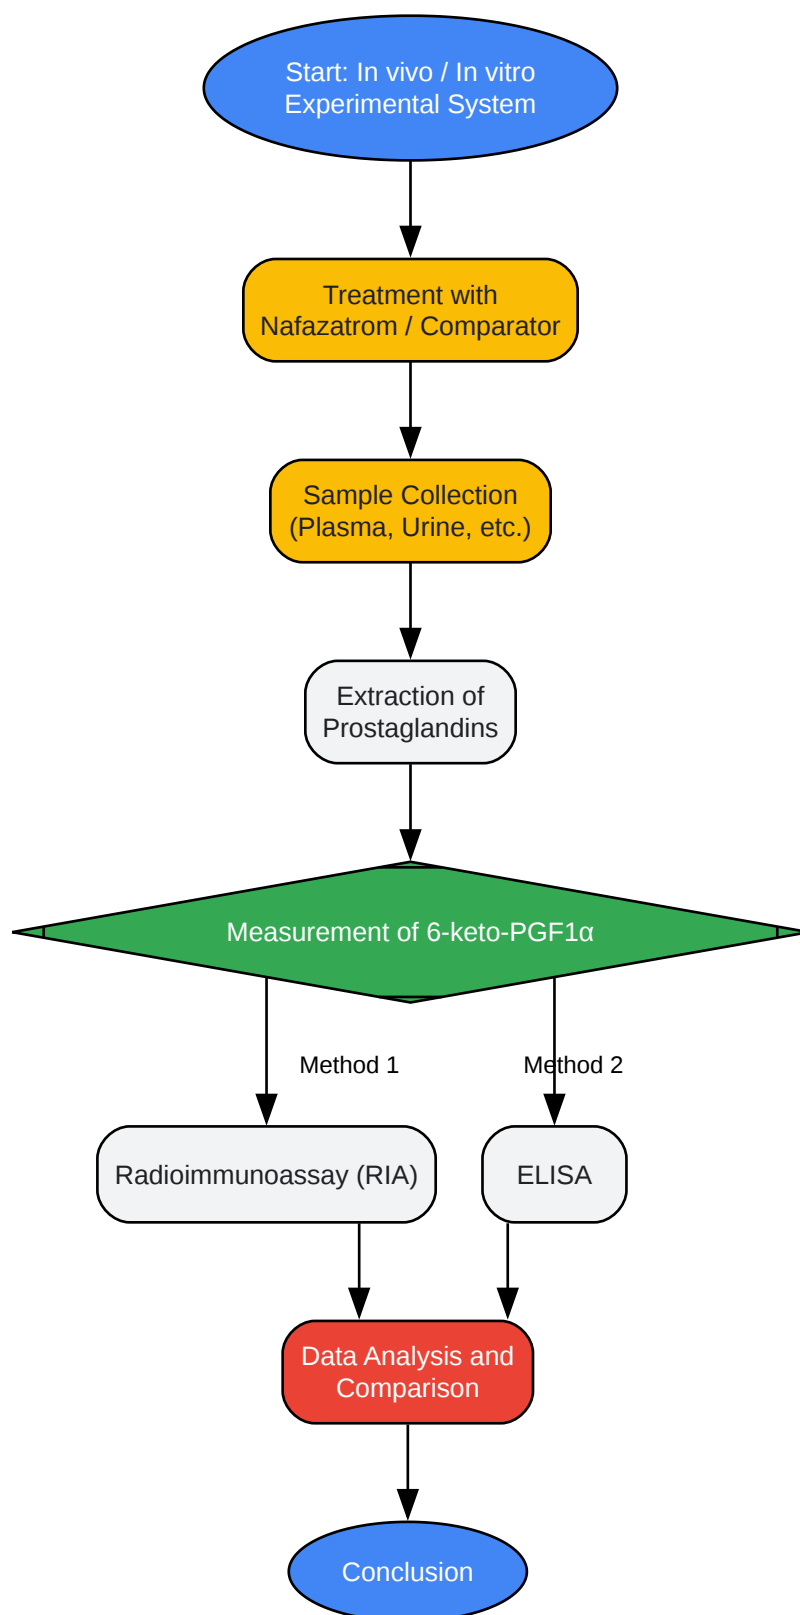 Start: In vivo / In vitro
Experimental System
Treatment with
Nafazatrom / Comparator
Sample Collection
(Plasma, Urine, etc.)
Extraction of
Prostaglandins
Measurement of 6-keto-PGF1α
Method 1
Method 2
Radioimmunoassay (RIA)
ELISA
Data Analysis and
Comparison
Conclusion